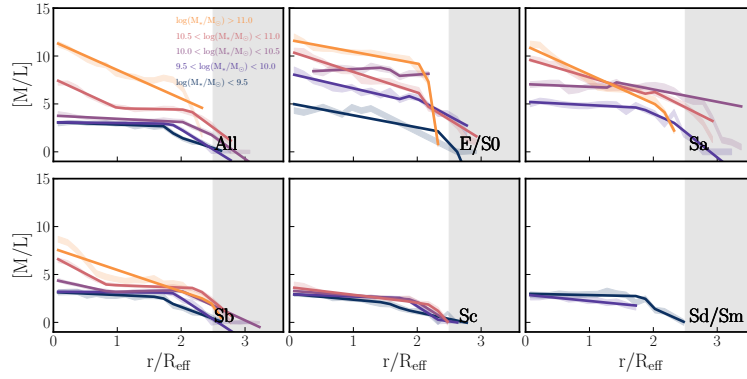 15
10
5
0
[M/L]
log(M⋆/M⊙) > 11.0
10.5 < log(M⋆/M⊙) < 11.0
10.0 < log(M⋆/M⊙) < 10.5
9.5 < log(M⋆/M⊙) < 10.0
log(M⋆/M⊙) < 9.5
All
E/S0
Sa
15
10
5
0
[M/L]
Sb
Sc
Sd/Sm
0 1 2 3
0 1 2 3
0 1 2 3
r/Reff
r/Reff
r/Reff